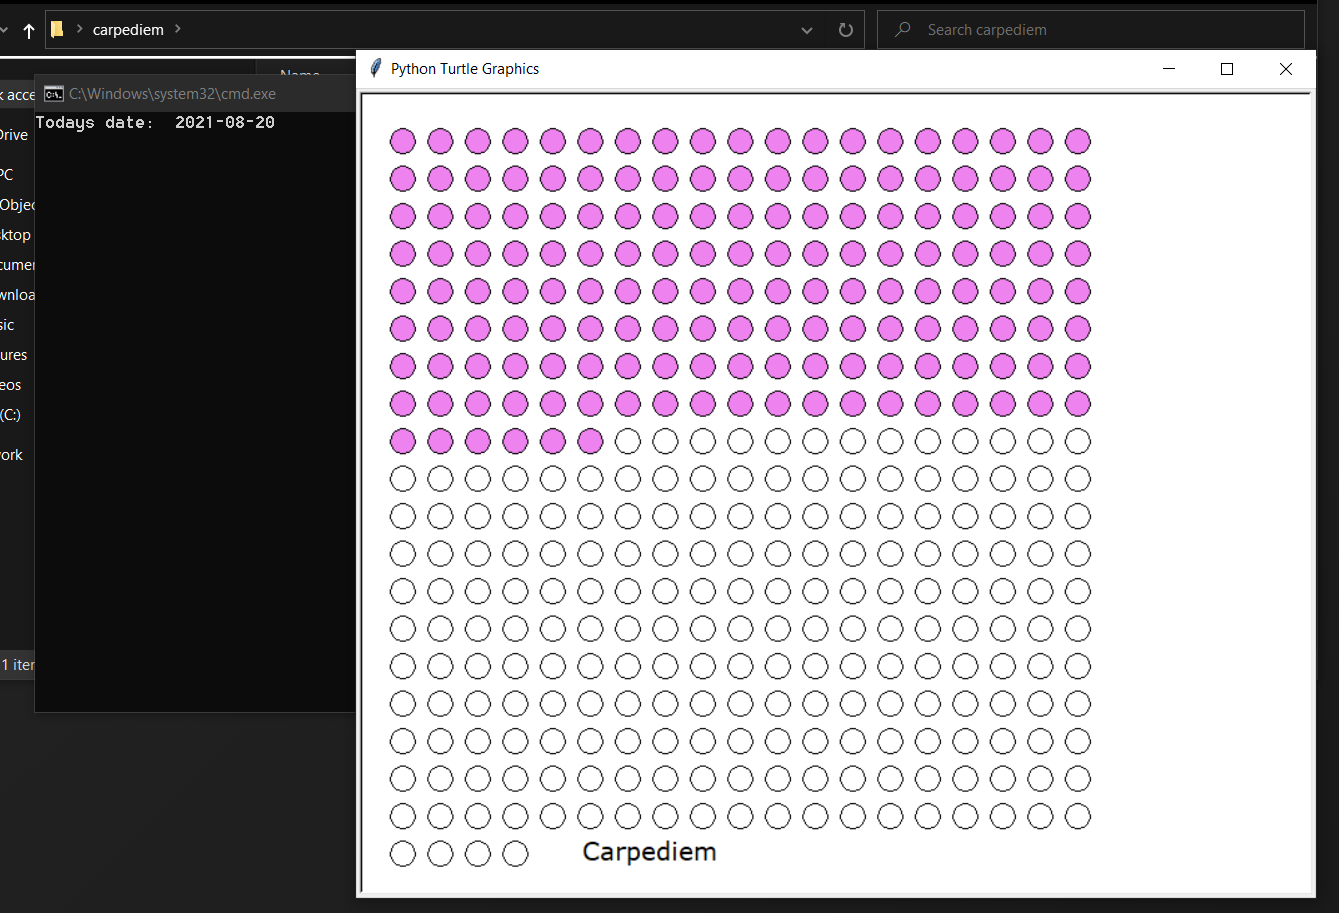 carpediem
Search carpediem
Python Turtle Graphics
Name
C:\Windows\system32\cmd.exe
Todays date:  2021-08-20
k acce
Drive
PC
Objec
sktop
cumen
wnloa
sic
ures
eos
(C:)
ork
1 iter
Carpediem